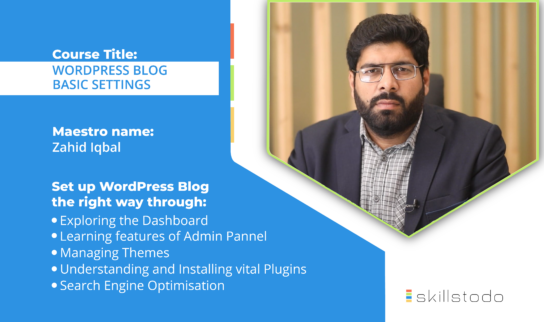 Course Title:
WORDPRESS BLOG
BASIC SETTINGS
Maestro name:
Zahid Iqbal
Set up WordPress Blog
the right way through:
• Exploring the Dashboard
• Learning features of Admin Pannel
• Managing Themes
• Understanding and Installing vital Plugins
• Search Engine Optimisation
skillstodo